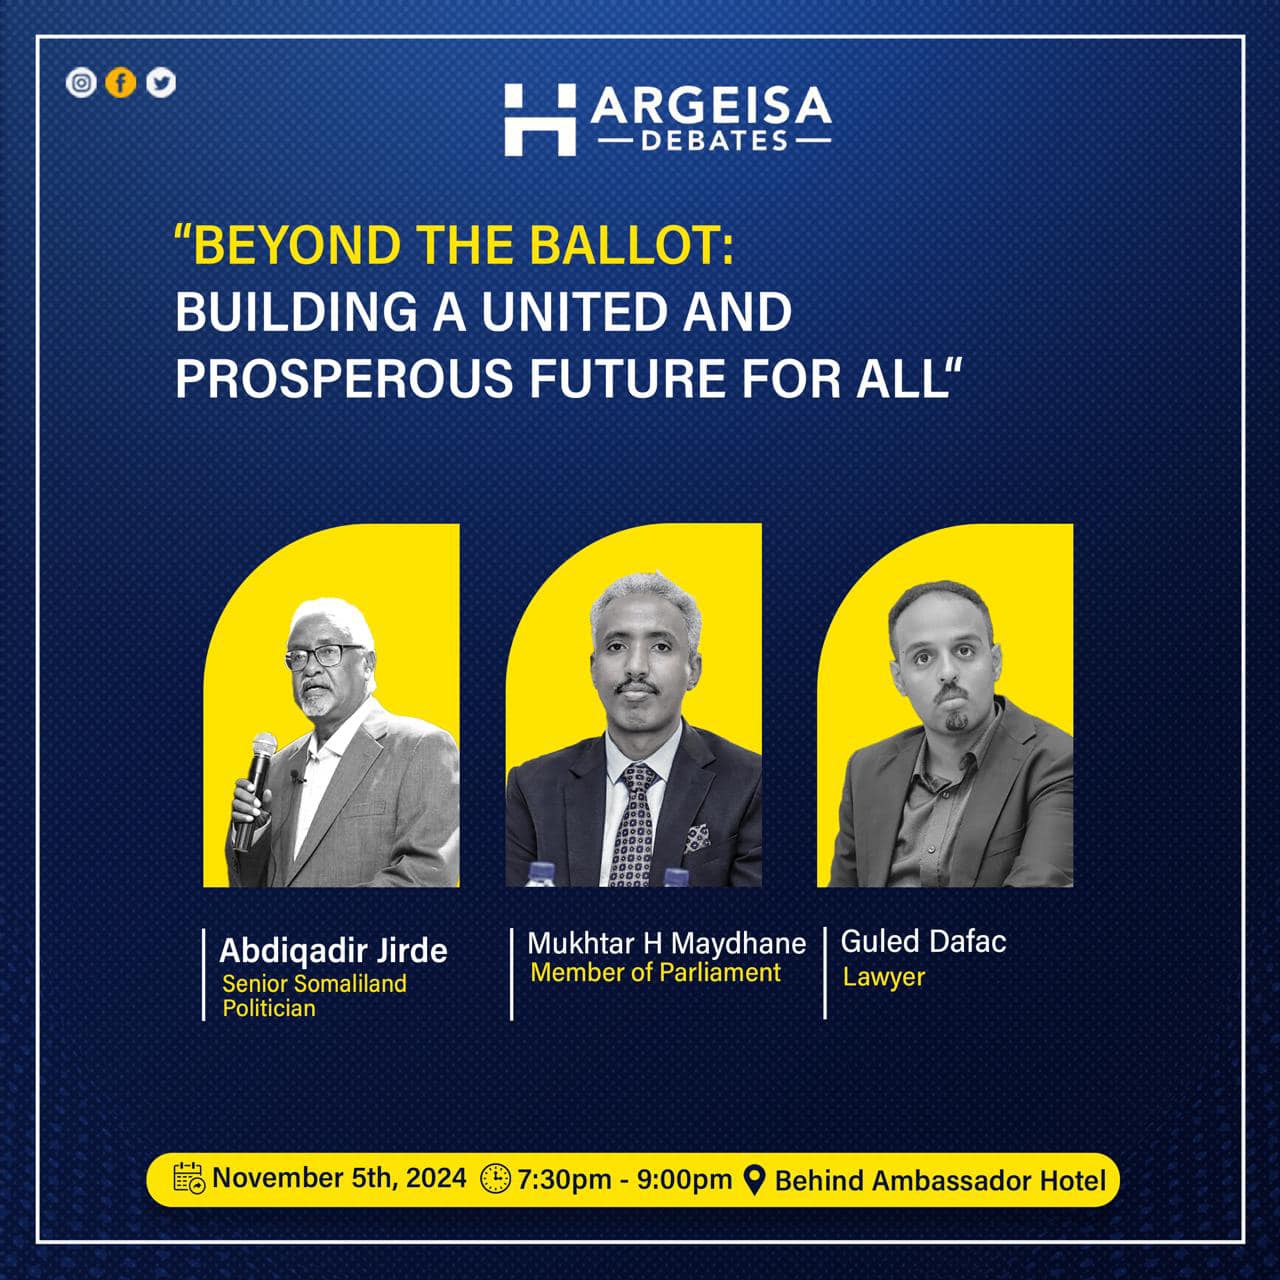 HARGEISA
DEBATES
“BEYOND THE BALLOT:
BUILDING A UNITED AND
PROSPEROUS FUTURE FOR ALL“
Abdiqadir Jirde
Senior Somaliland
Politician
Mukhtar H Maydhane
Member of Parliament
Guled Dafac
Lawyer
November 5th, 2024 7:30pm - 9:00pm Behind Ambassador Hotel